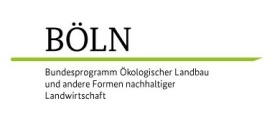 BÖLN
Bundesprogramm Ökologischer Landbau
und andere Formen nachhaltiger
Landwirtschaft